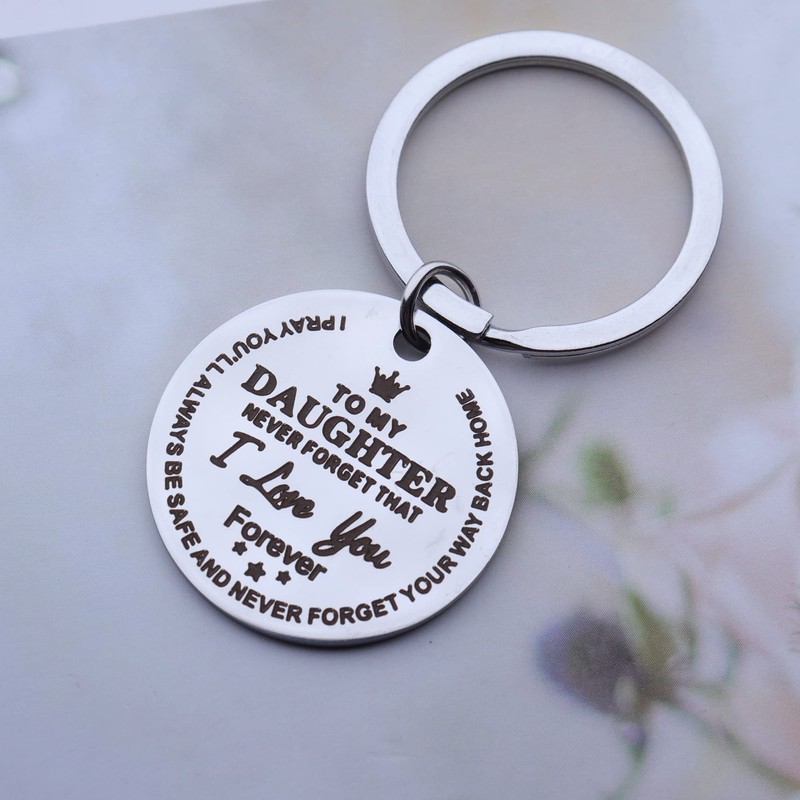 TO MY
DAUGHTER
NEVER FORGET THAT
I Love You
Forever
I PRAY YOU'LL ALWAYS BE SAFE AND NEVER FORGET YOUR WAY BACK HOME